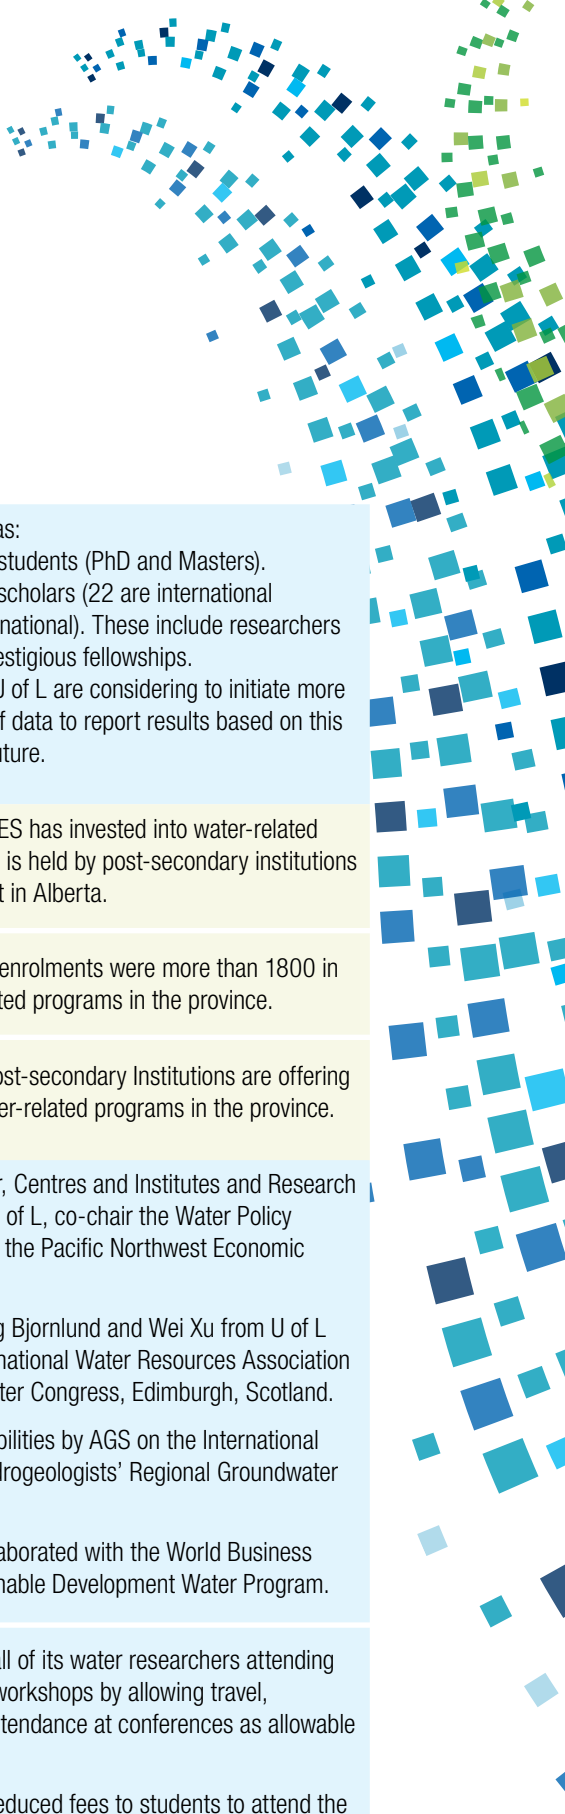 as:
students (PhD and Masters).
scholars (22 are international
national). These include researchers
estigious fellowships.
U of L are considering to initiate more
f data to report results based on this
uture.
ES has invested into water-related
is held by post-secondary institutions
t in Alberta.
enrolments were more than 1800 in
ted programs in the province.
ost-secondary Institutions are offering
er-related programs in the province.
r, Centres and Institutes and Research
of L, co-chair the Water Policy
the Pacific Northwest Economic
g Bjornlund and Wei Xu from U of L
national Water Resources Association
ter Congress, Edimburgh, Scotland.
bilities by AGS on the International
drogeologists' Regional Groundwater
aborated with the World Business
nable Development Water Program.
all of its water researchers attending
workshops by allowing travel,
ttendance at conferences as allowable
educed fees to students to attend the